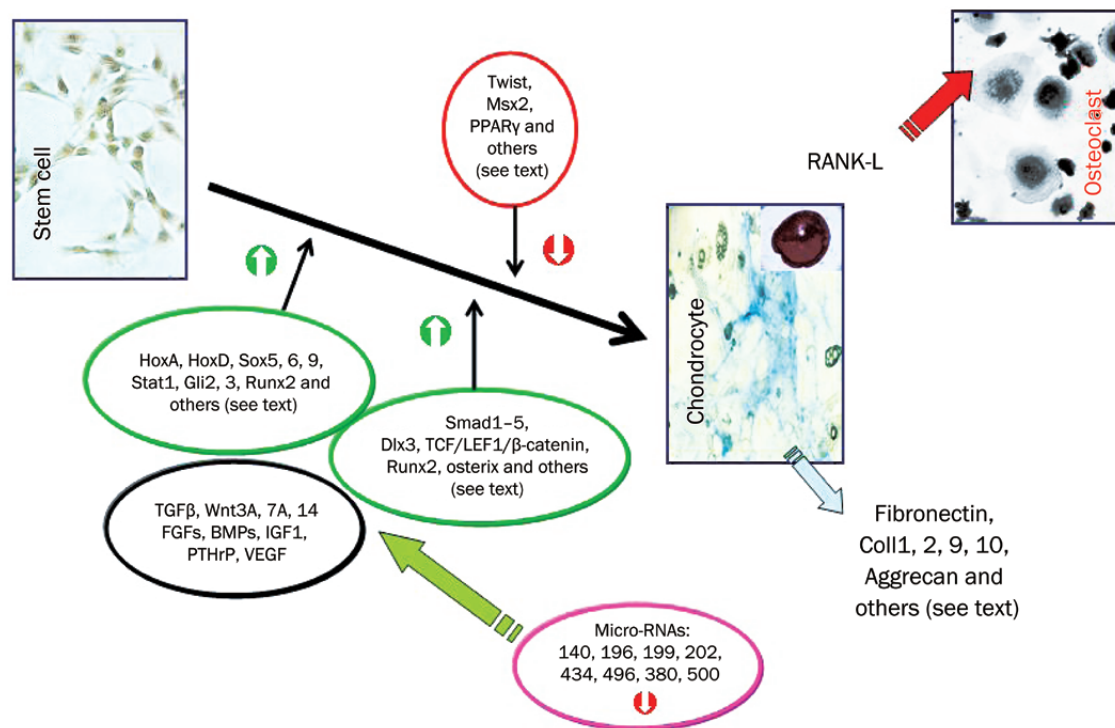 Stem cell
Twist,
Msx2,
PPARγ and
others
(see text)
RANK-L
Osteoclast
Chondrocyte
HoxA, HoxD, Sox5, 6, 9,
Stat1, Gli2, 3, Runx2 and
others (see text)
Smad1–5,
Dlx3, TCF/LEF1/β-catenin,
Runx2, osterix and others
(see text)
TGFβ, Wnt3A, 7A, 14
FGFs, BMPs, IGF1,
PTHrP, VEGF
Fibronectin,
Coll1, 2, 9, 10,
Aggrecan and
others (see text)
Micro-RNAs:
140, 196, 199, 202,
434, 496, 380, 500